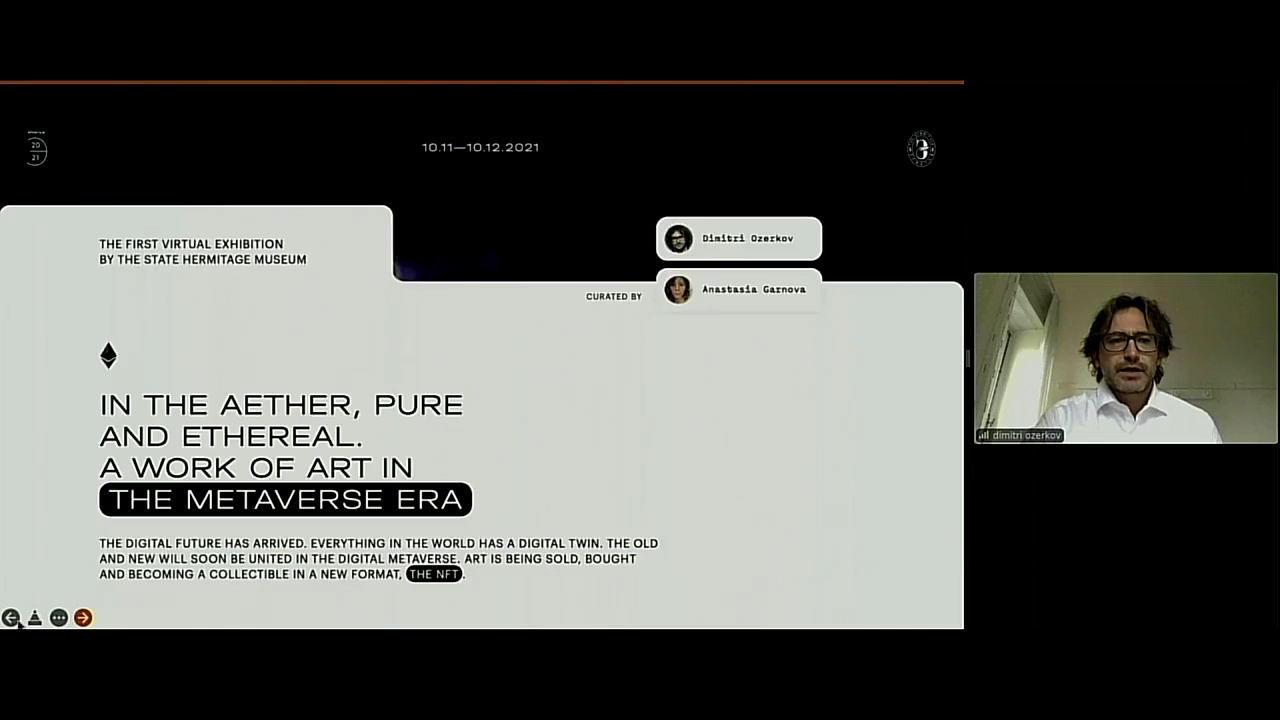 20
21
10.11—10.12.2021
THE FIRST VIRTUAL EXHIBITION
BY THE STATE HERMITAGE MUSEUM
Dimitri Ozerkov
CURATED BY
Anastasia Garnova
IN THE AETHER, PURE
AND ETHEREAL.
A WORK OF ART IN
THE METAVERSE ERA
THE DIGITAL FUTURE HAS ARRIVED. EVERYTHING IN THE WORLD HAS A DIGITAL TWIN. THE OLD
AND NEW WILL SOON BE UNITED IN THE DIGITAL METAVERSE. ART IS BEING SOLD, BOUGHT
AND BECOMING A COLLECTIBLE IN A NEW FORMAT, THE NFT.
dimitri ozerkov